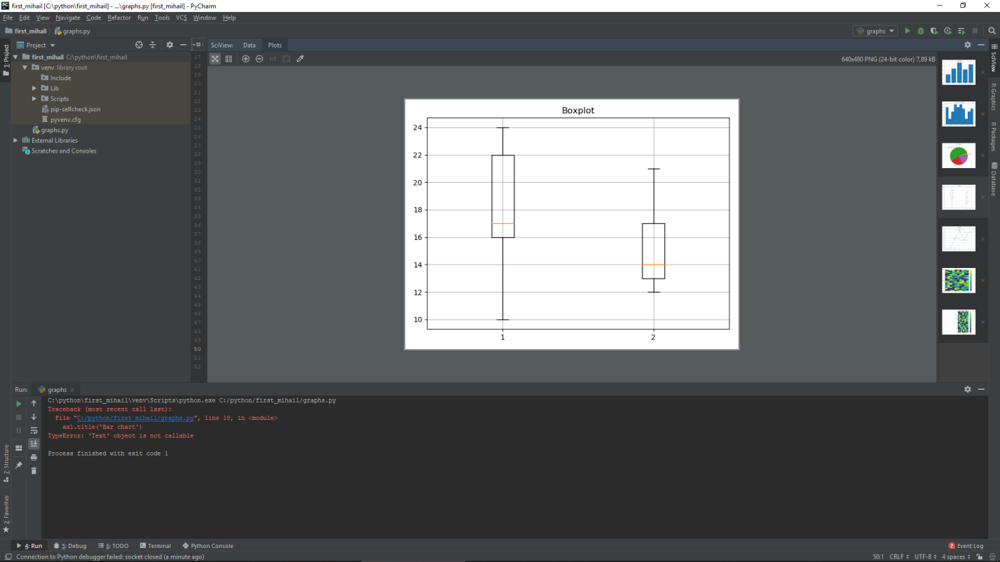 first_mihail [C:\python\first_mihail] - ...\graphs.py [first_mihail] - PyCharm
File Edit View Navigate Code Refactor Run Tools VCS Window Help
first_mihail graphs.py
graphs
1: Project
Project
SciView: Data Plots
first_mihail C:\python\first_mihail
venv library root
Include
Lib
Scripts
pip-selfcheck.json
pyvenv.cfg
graphs.py
External Libraries
Scratches and Consoles
17
18
19
20
21
22
23
24
25
26
27
28
29
30
31
32
33
34
35
36
37
38
39
40
41
42
43
44
45
46
47
48
49
50
51
52
1:1
640x480 PNG (24-bit color) 7,89 kB
Boxplot
24
22
20
18
16
14
12
10
1 2
SciView
R Graphics
R Packages
Database
Run: graphs
C:\python\first_mihail\venv\Scripts\python.exe C:/python/first_mihail/graphs.py
Traceback (most recent call last):
File "C:/python/first_mihail/graphs.py", line 18, in <module>
ax1.title('Bar chart')
TypeError: 'Text' object is not callable
Process finished with exit code 1
7: Structure
2: Favorites
4: Run 5: Debug 6: TODO Terminal Python Console
2 Event Log
Connection to Python debugger failed: socket closed (a minute ago)
50:1 CRLF UTF-8 4 spaces